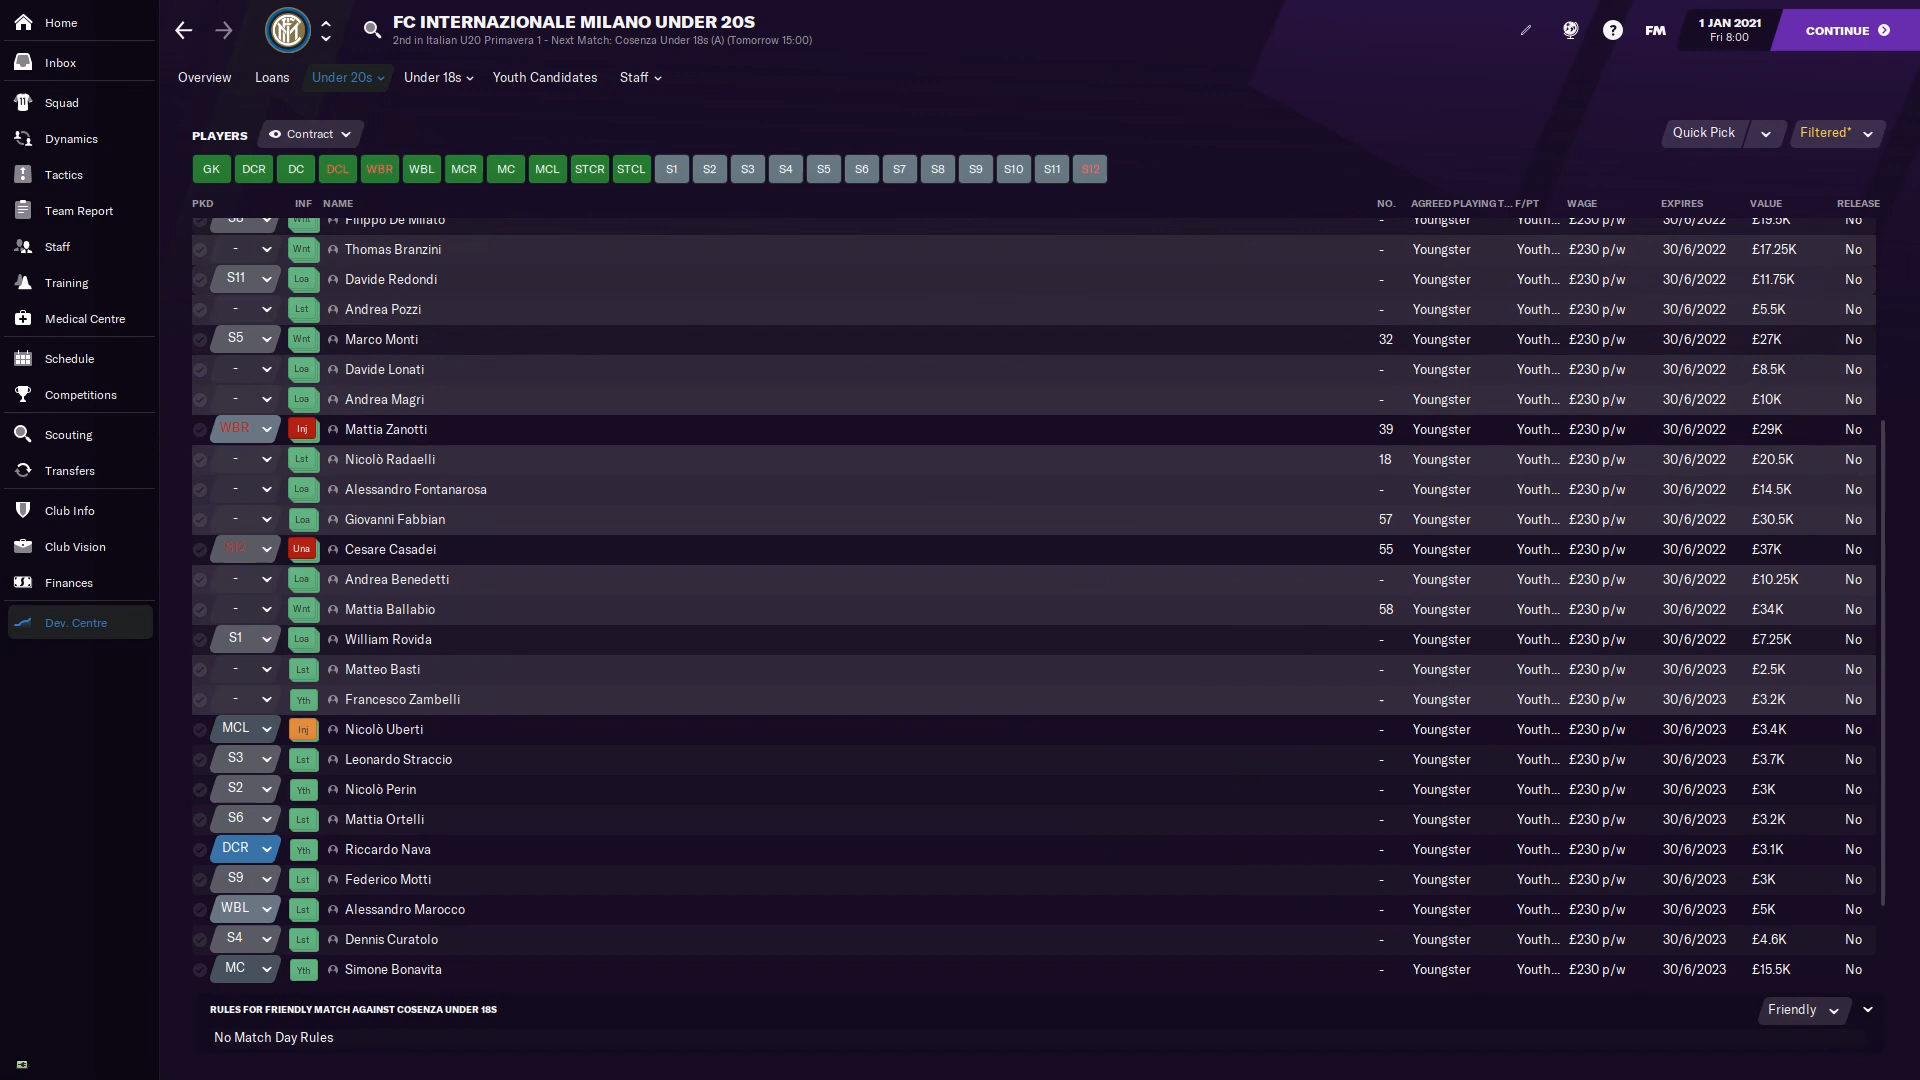 Home
Inbox
Squad
Dynamics
Tactics
Team Report
Staff
Training
Medical Centre
Schedule
Competitions
Scouting
Transfers
Club Info
Club Vision
Finances
Dev. Centre
FC INTERNAZIONALE MILANO UNDER 20S
2nd in Italian U20 Primavera 1 - Next Match: Cosenza Under 18s (A) (Tomorrow 15:00)
FM
1 JAN 2021
Fri 8:00
CONTINUE
Overview Loans Under 20s Under 18s Youth Candidates Staff
PLAYERS Contract Quick Pick Filtered*
GK DCR DC DCL WBR WBL MCR MC MCL STCR STCL S1 S2 S3 S4 S5 S6 S7 S8 S9 S10 S11 S12
PKD INF NAME NO. AGREED PLAYING T... F/PT WAGE EXPIRES VALUE RELEASE
S8 Wnt Filippo De Milato - Youngster Youth... £230 p/w 30/6/2022 £19.5K No
- Wnt Thomas Branzini - Youngster Youth... £230 p/w 30/6/2022 £17.25K No
S11 Loa Davide Redondi - Youngster Youth... £230 p/w 30/6/2022 £11.75K No
- Lst Andrea Pozzi - Youngster Youth... £230 p/w 30/6/2022 £5.5K No
S5 Wnt Marco Monti 32 Youngster Youth... £230 p/w 30/6/2022 £27K No
- Loa Davide Lonati - Youngster Youth... £230 p/w 30/6/2022 £8.5K No
- Loa Andrea Magri - Youngster Youth... £230 p/w 30/6/2022 £10K No
WBR Inj Mattia Zanotti 39 Youngster Youth... £230 p/w 30/6/2022 £29K No
- Lst Nicolò Radaelli 18 Youngster Youth... £230 p/w 30/6/2022 £20.5K No
- Loa Alessandro Fontanarosa - Youngster Youth... £230 p/w 30/6/2022 £14.5K No
- Loa Giovanni Fabbian 57 Youngster Youth... £230 p/w 30/6/2022 £30.5K No
S12 Una Cesare Casadei 55 Youngster Youth... £230 p/w 30/6/2022 £37K No
- Loa Andrea Benedetti - Youngster Youth... £230 p/w 30/6/2022 £10.25K No
- Wnt Mattia Ballabio 58 Youngster Youth... £230 p/w 30/6/2022 £34K No
S1 Loa William Rovida - Youngster Youth... £230 p/w 30/6/2022 £7.25K No
- Lst Matteo Basti - Youngster Youth... £230 p/w 30/6/2023 £2.5K No
- Yth Francesco Zambelli - Youngster Youth... £230 p/w 30/6/2023 £3.2K No
MCL Inj Nicolò Uberti - Youngster Youth... £230 p/w 30/6/2023 £3.4K No
S3 Lst Leonardo Straccio - Youngster Youth... £230 p/w 30/6/2023 £3.7K No
S2 Yth Nicolò Perin - Youngster Youth... £230 p/w 30/6/2023 £3K No
S6 Lst Mattia Ortelli - Youngster Youth... £230 p/w 30/6/2023 £3.2K No
DCR Yth Riccardo Nava - Youngster Youth... £230 p/w 30/6/2023 £3.1K No
S9 Lst Federico Motti - Youngster Youth... £230 p/w 30/6/2023 £3K No
WBL Lst Alessandro Marocco - Youngster Youth... £230 p/w 30/6/2023 £5K No
S4 Lst Dennis Curatolo - Youngster Youth... £230 p/w 30/6/2023 £4.6K No
MC Yth Simone Bonavita - Youngster Youth... £230 p/w 30/6/2023 £15.5K No
RULES FOR FRIENDLY MATCH AGAINST COSENZA UNDER 18S Friendly
No Match Day Rules